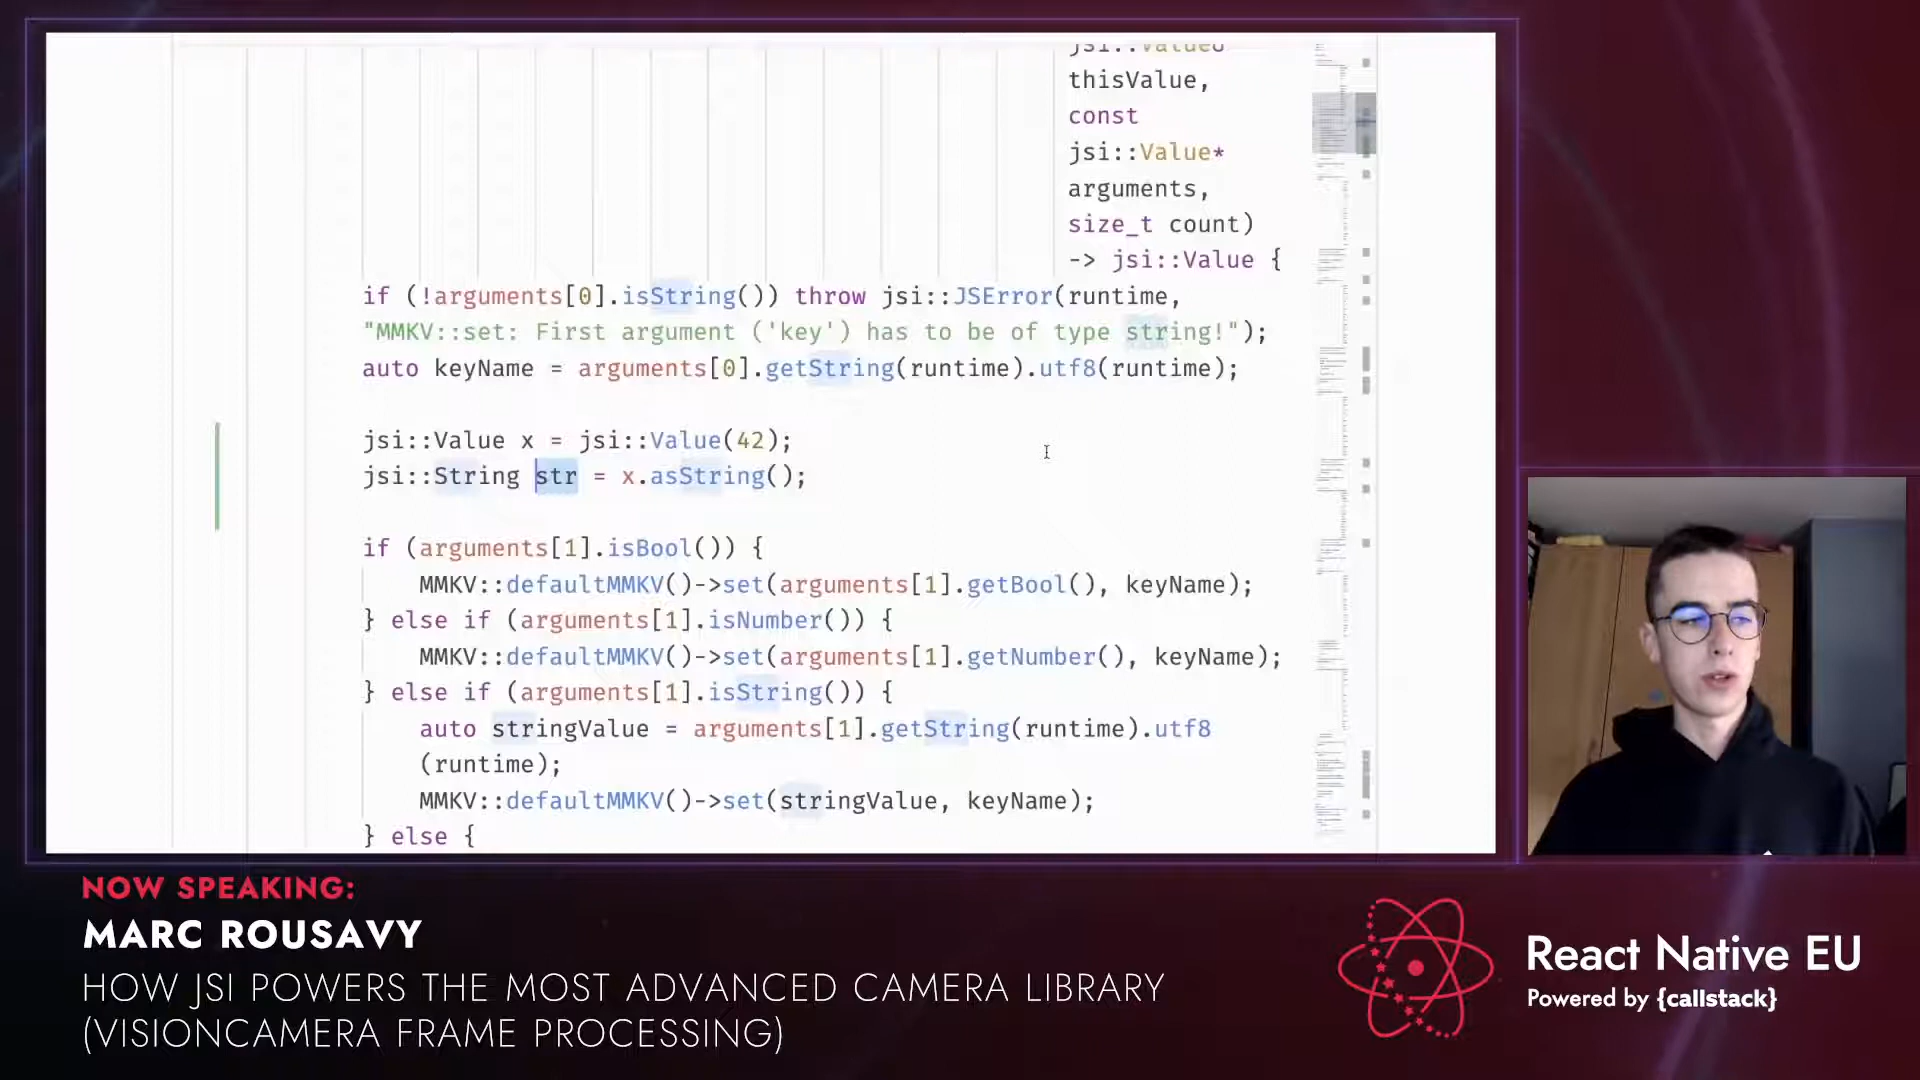 thisValue,
const
jsi::Value*
arguments,
size_t count)
-> jsi::Value {
if (!arguments[0].isString()) throw jsi::JSError(runtime,
"MMKV::set: First argument ('key') has to be of type string!");
auto keyName = arguments[0].getString(runtime).utf8(runtime);
jsi::Value x = jsi::Value(42);
jsi::String str = x.asString();
if (arguments[1].isBool()) {
MMKV::defaultMMKV()->set(arguments[1].getBool(), keyName);
} else if (arguments[1].isNumber()) {
MMKV::defaultMMKV()->set(arguments[1].getNumber(), keyName);
} else if (arguments[1].isString()) {
auto stringValue = arguments[1].getString(runtime).utf8
(runtime);
MMKV::defaultMMKV()->set(stringValue, keyName);
} else {
NOW SPEAKING:
MARC ROUSAVY
HOW JSI POWERS THE MOST ADVANCED CAMERA LIBRARY
(VISIONCAMERA FRAME PROCESSING)
React Native EU
Powered by {callstack}